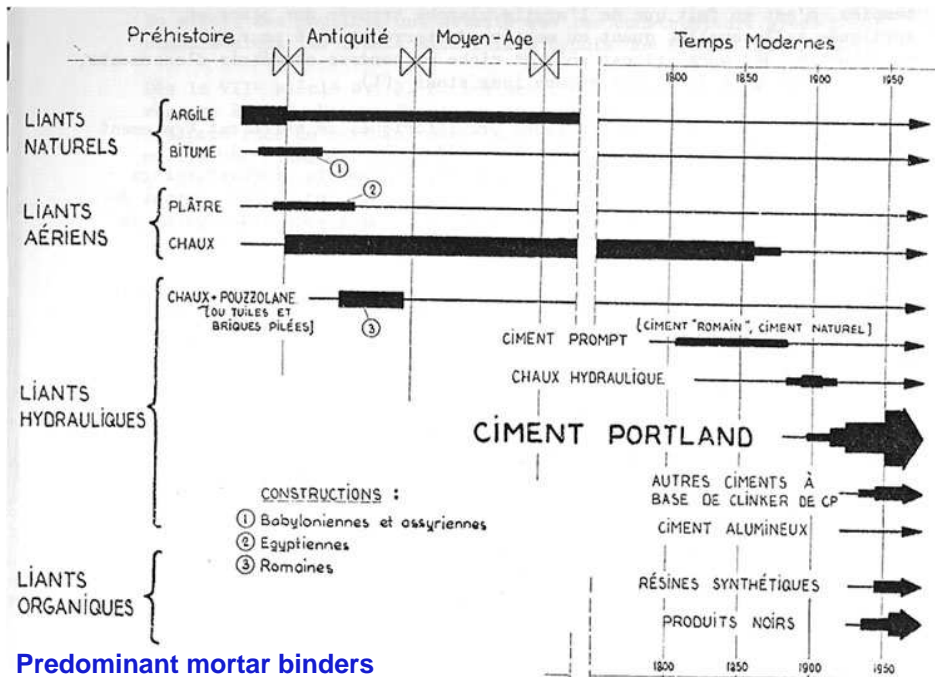 Préhistoire Antiquité Moyen-Age Temps Modernes
1800 1850 1900 1950
LIANTS
NATURELS
ARGILE
BITUME
①
LIANTS
AÉRIENS
PLÂTRE
②
CHAUX
LIANTS
HYDRAULIQUES
CHAUX + POUZZOLANE
[OU TUILES ET
BRIQUES PILÉES]
③
CIMENT PROMPT
[CIMENT "ROMAIN", CIMENT NATUREL]
CHAUX HYDRAULIQUE
CIMENT PORTLAND
AUTRES CIMENTS À
BASE DE CLINKER DE CP
CIMENT ALUMINEUX
CONSTRUCTIONS :
① Babyloniennes et assyriennes
② Egyptiennes
③ Romaines
LIANTS
ORGANIQUES
RÉSINES SYNTHÉTIQUES
PRODUITS NOIRS
1800 1850 1900 1950
Predominant mortar binders